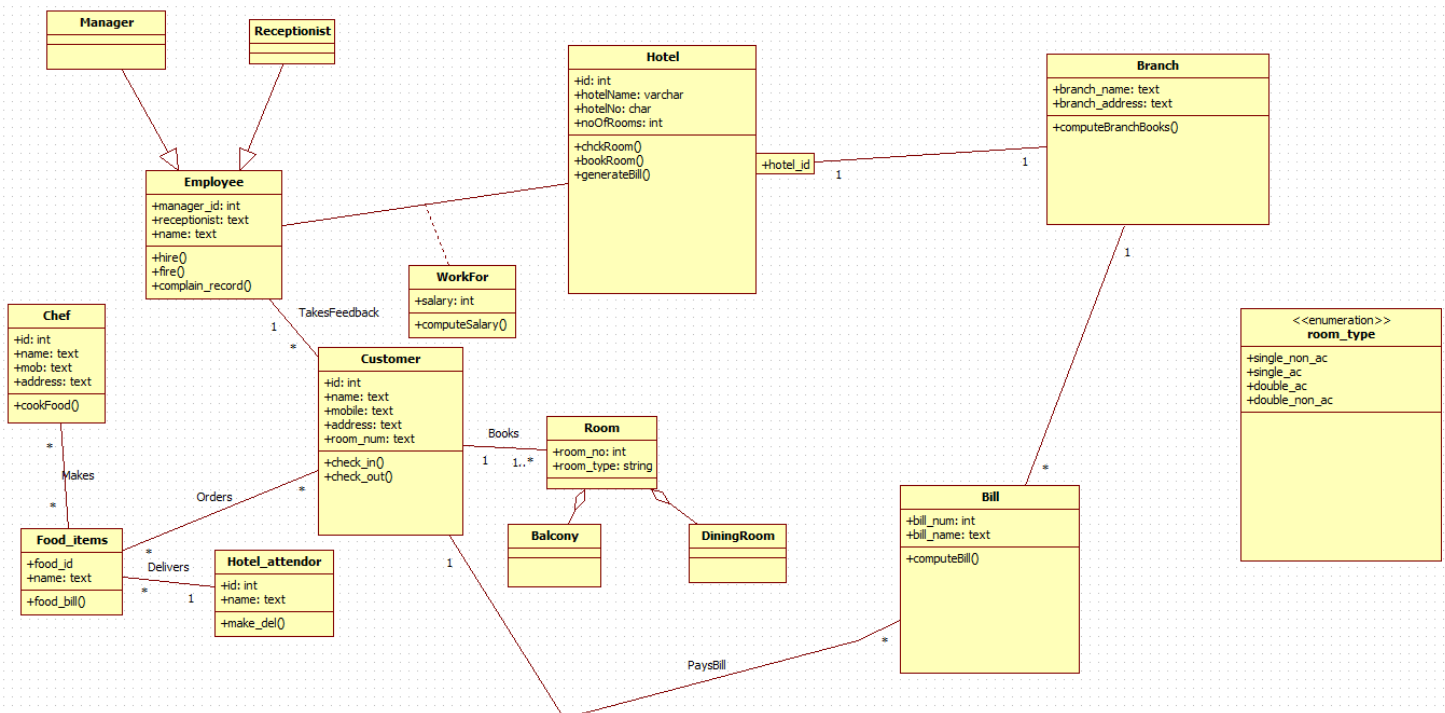 Manager
Receptionist
Hotel
+id: int
+hotelName: varchar
+hotelNo: char
+noOfRooms: int
+chckRoom()
+bookRoom()
+generateBill()
+hotel_id
1
1
Branch
+branch_name: text
+branch_address: text
+computeBranchBooks()
1
Employee
+manager_id: int
+receptionist: text
+name: text
+hire()
+fire()
+complain_record()
WorkFor
+salary: int
+computeSalary()
TakesFeedback
1
*
Chef
+id: int
+name: text
+mob: text
+address: text
+cookFood()
*
Makes
*
Customer
+id: int
+name: text
+mobile: text
+address: text
+room_num: text
+check_in()
+check_out()
Books
1
1..*
Room
+room_no: int
+room_type: string
<<enumeration>>
room_type
+single_non_ac
+single_ac
+double_ac
+double_non_ac
Orders
*
*
Food_items
+food_id
+name: text
+food_bill()
Delivers
*
1
Hotel_attendor
+id: int
+name: text
+make_del()
Balcony
DiningRoom
*
Bill
+bill_num: int
+bill_name: text
+computeBill()
1
PaysBill
*